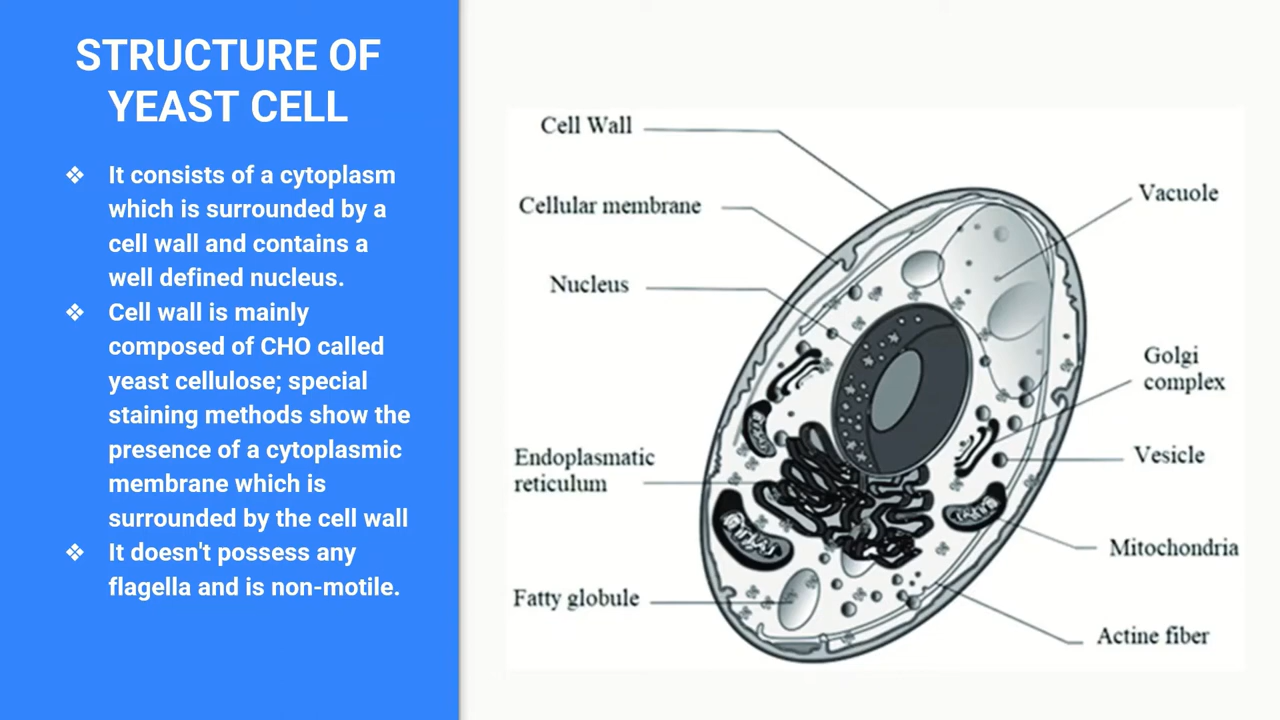 STRUCTURE OF
YEAST CELL
❖ It consists of a cytoplasm
which is surrounded by a
cell wall and contains a
well defined nucleus.
❖ Cell wall is mainly
composed of CHO called
yeast cellulose; special
staining methods show the
presence of a cytoplasmic
membrane which is
surrounded by the cell wall
❖ It doesn't possess any
flagella and is non-motile.
Cell Wall
Cellular membrane
Nucleus
Endoplasmatic
reticulum
Fatty globule
Vacuole
Golgi
complex
Vesicle
Mitochondria
Actine fiber